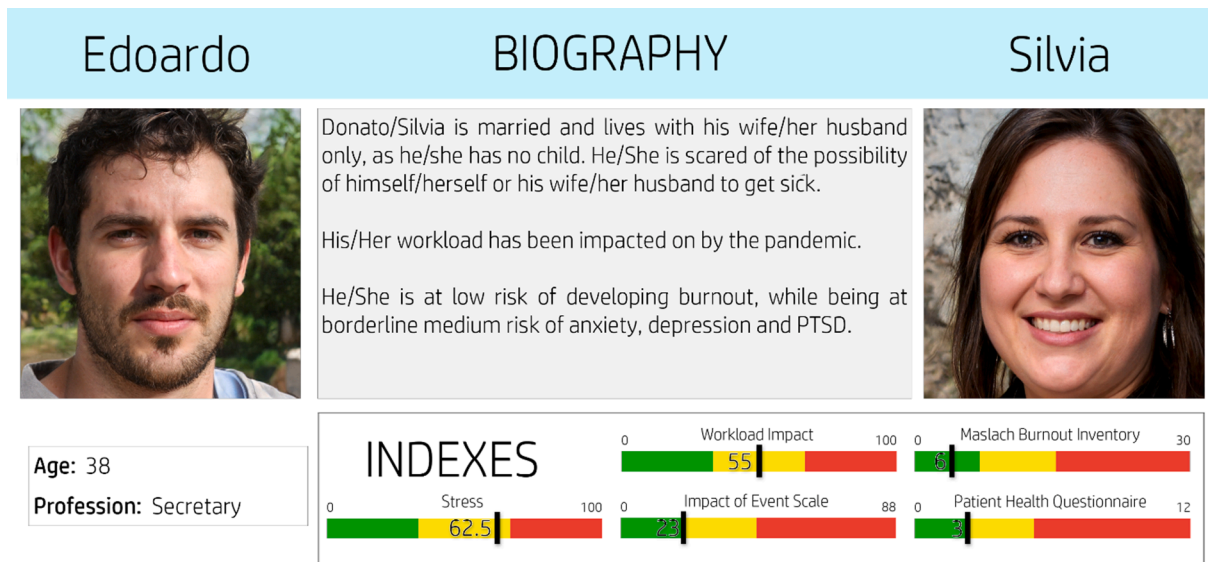 Edoardo
BIOGRAPHY
Silvia
Donato/Silvia is married and lives with his wife/her husband
only, as he/she has no child. He/She is scared of the possibility
of himself/herself or his wife/her husband to get sick.
His/Her workload has been impacted on by the pandemic.
He/She is at low risk of developing burnout, while being at
borderline medium risk of anxiety, depression and PTSD.
Age: 38
Profession: Secretary
INDEXES
0 Workload Impact 100
55
0 Maslach Burnout Inventory 30
6
0 Stress 100
62.5
0 Impact of Event Scale 88
23
0 Patient Health Questionnaire 12
3